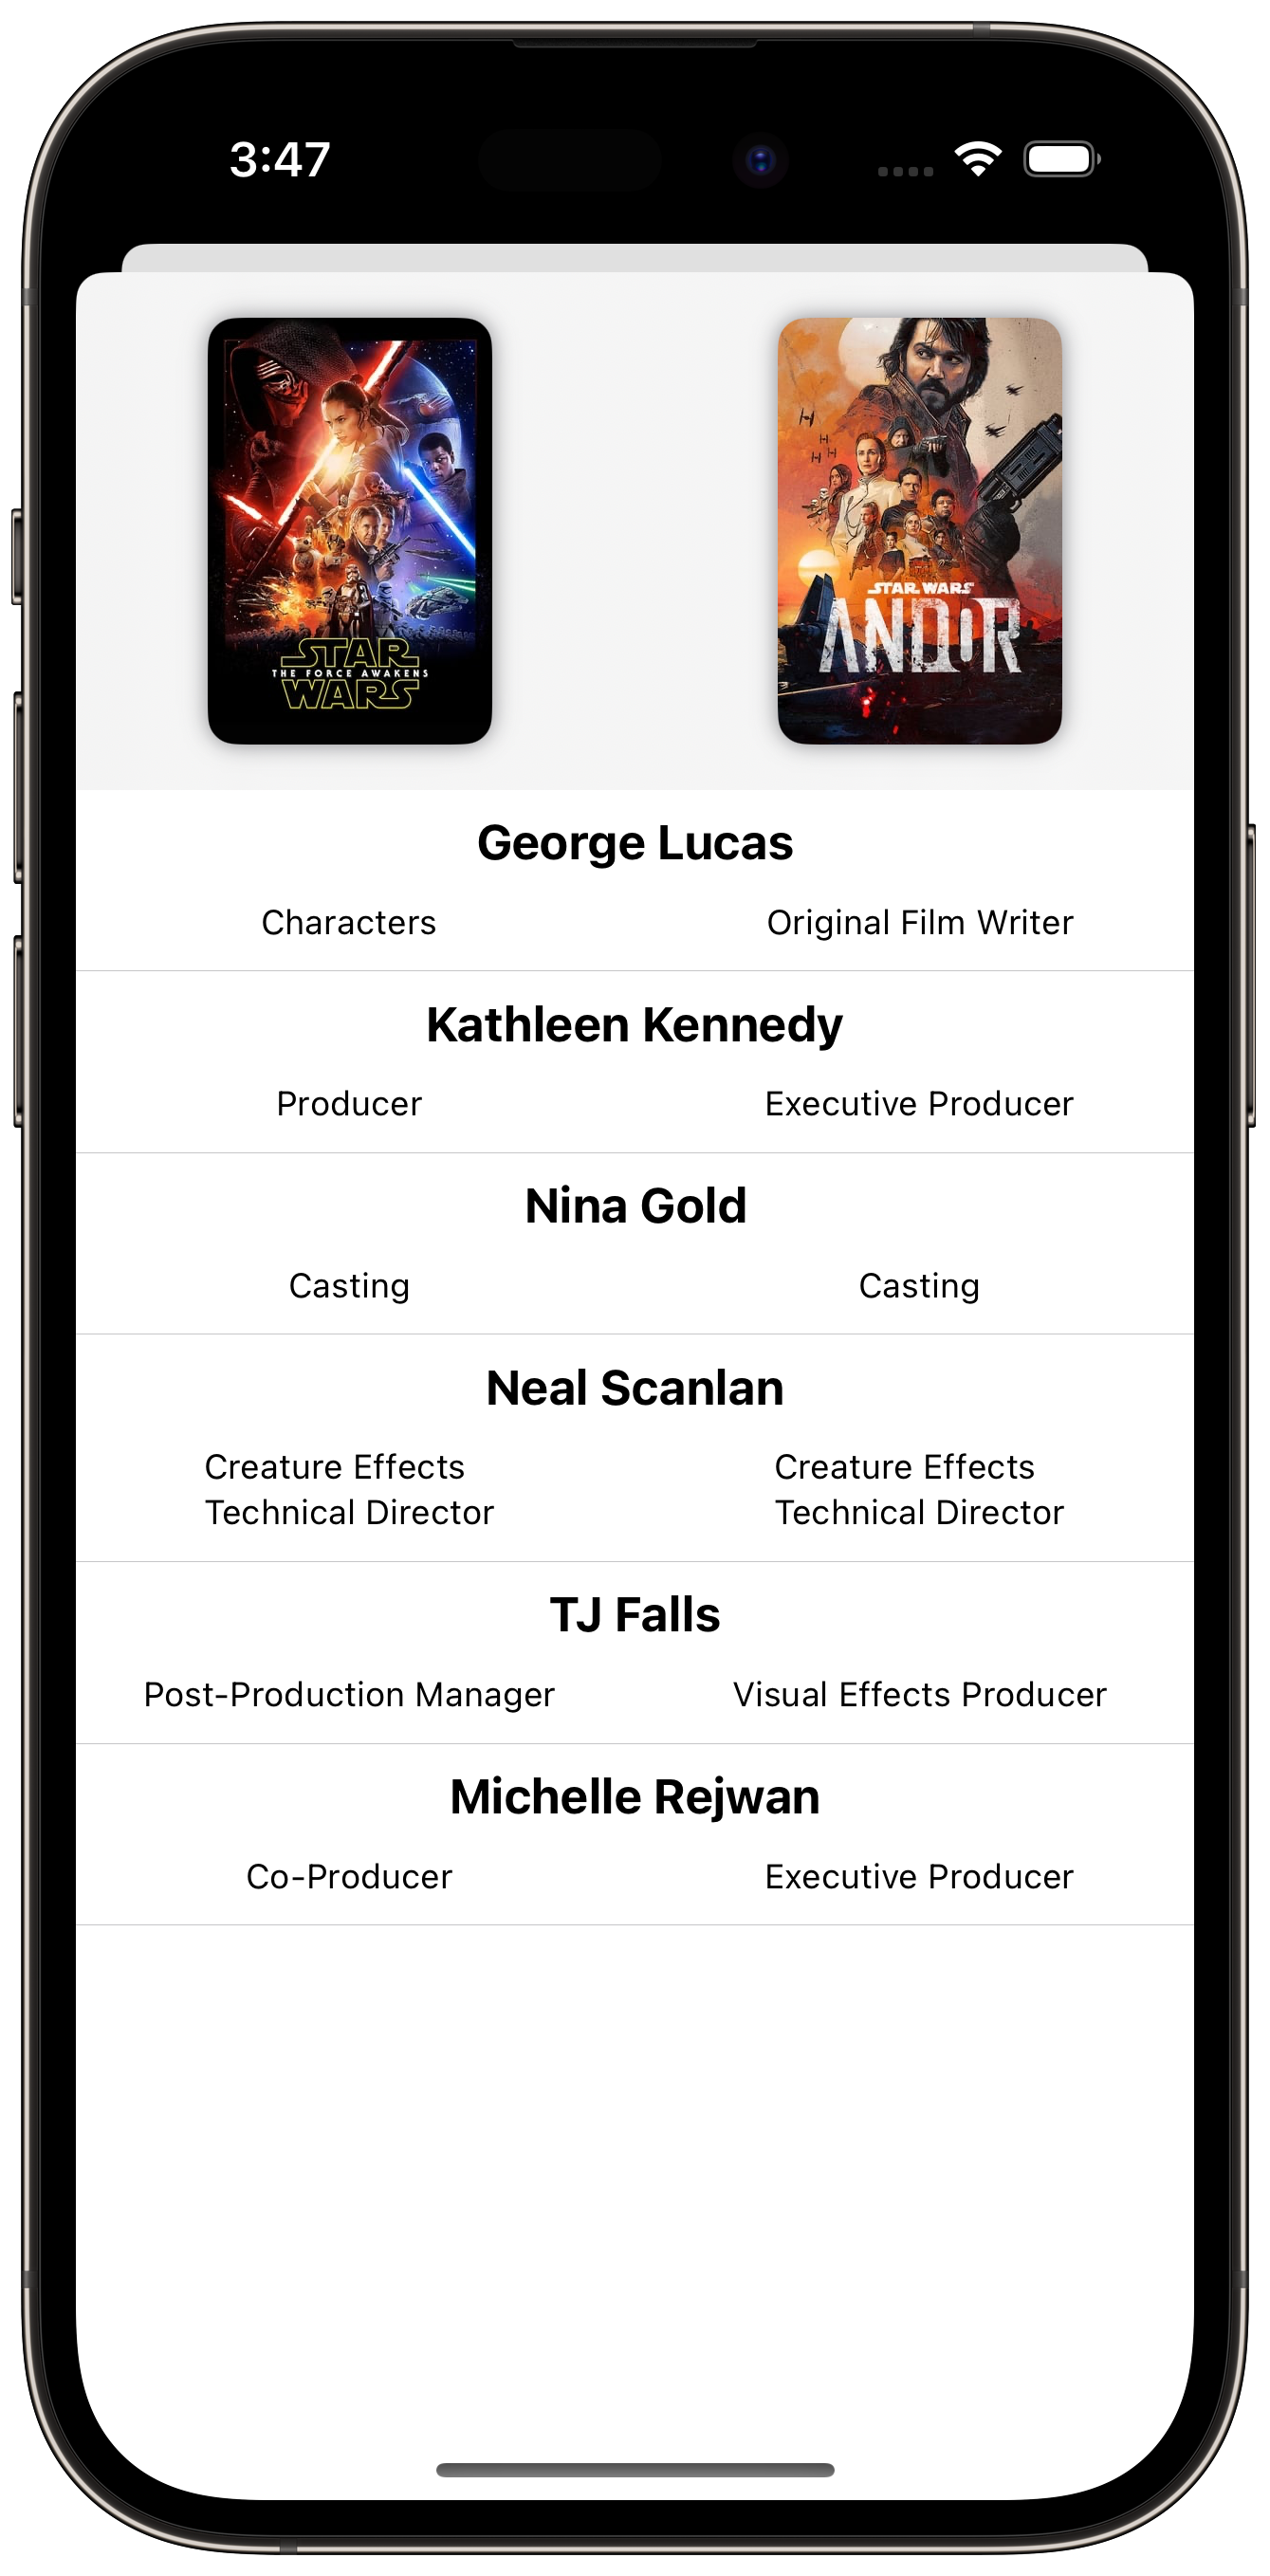 3:47
STAR
THE FORCE AWAKENS
WARS
STAR WARS
ANDOR
George Lucas
Characters Original Film Writer
Kathleen Kennedy
Producer Executive Producer
Nina Gold
Casting Casting
Neal Scanlan
Creature Effects Creature Effects
Technical Director Technical Director
TJ Falls
Post-Production Manager Visual Effects Producer
Michelle Rejwan
Co-Producer Executive Producer